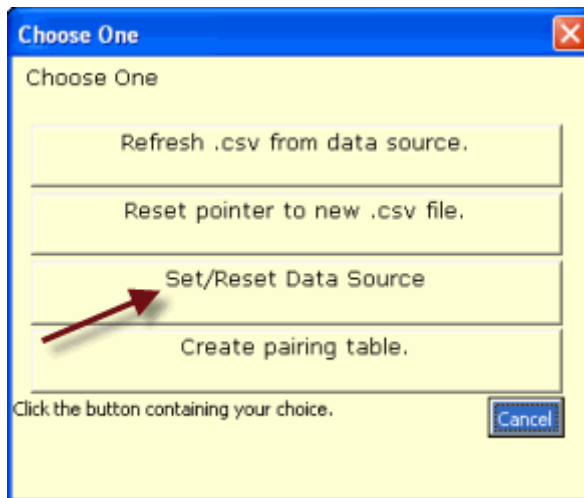 Choose One
Choose One
Refresh .csv from data source.
Reset pointer to new .csv file.
Set/Reset Data Source
Create pairing table.
Click the button containing your choice.
Cancel